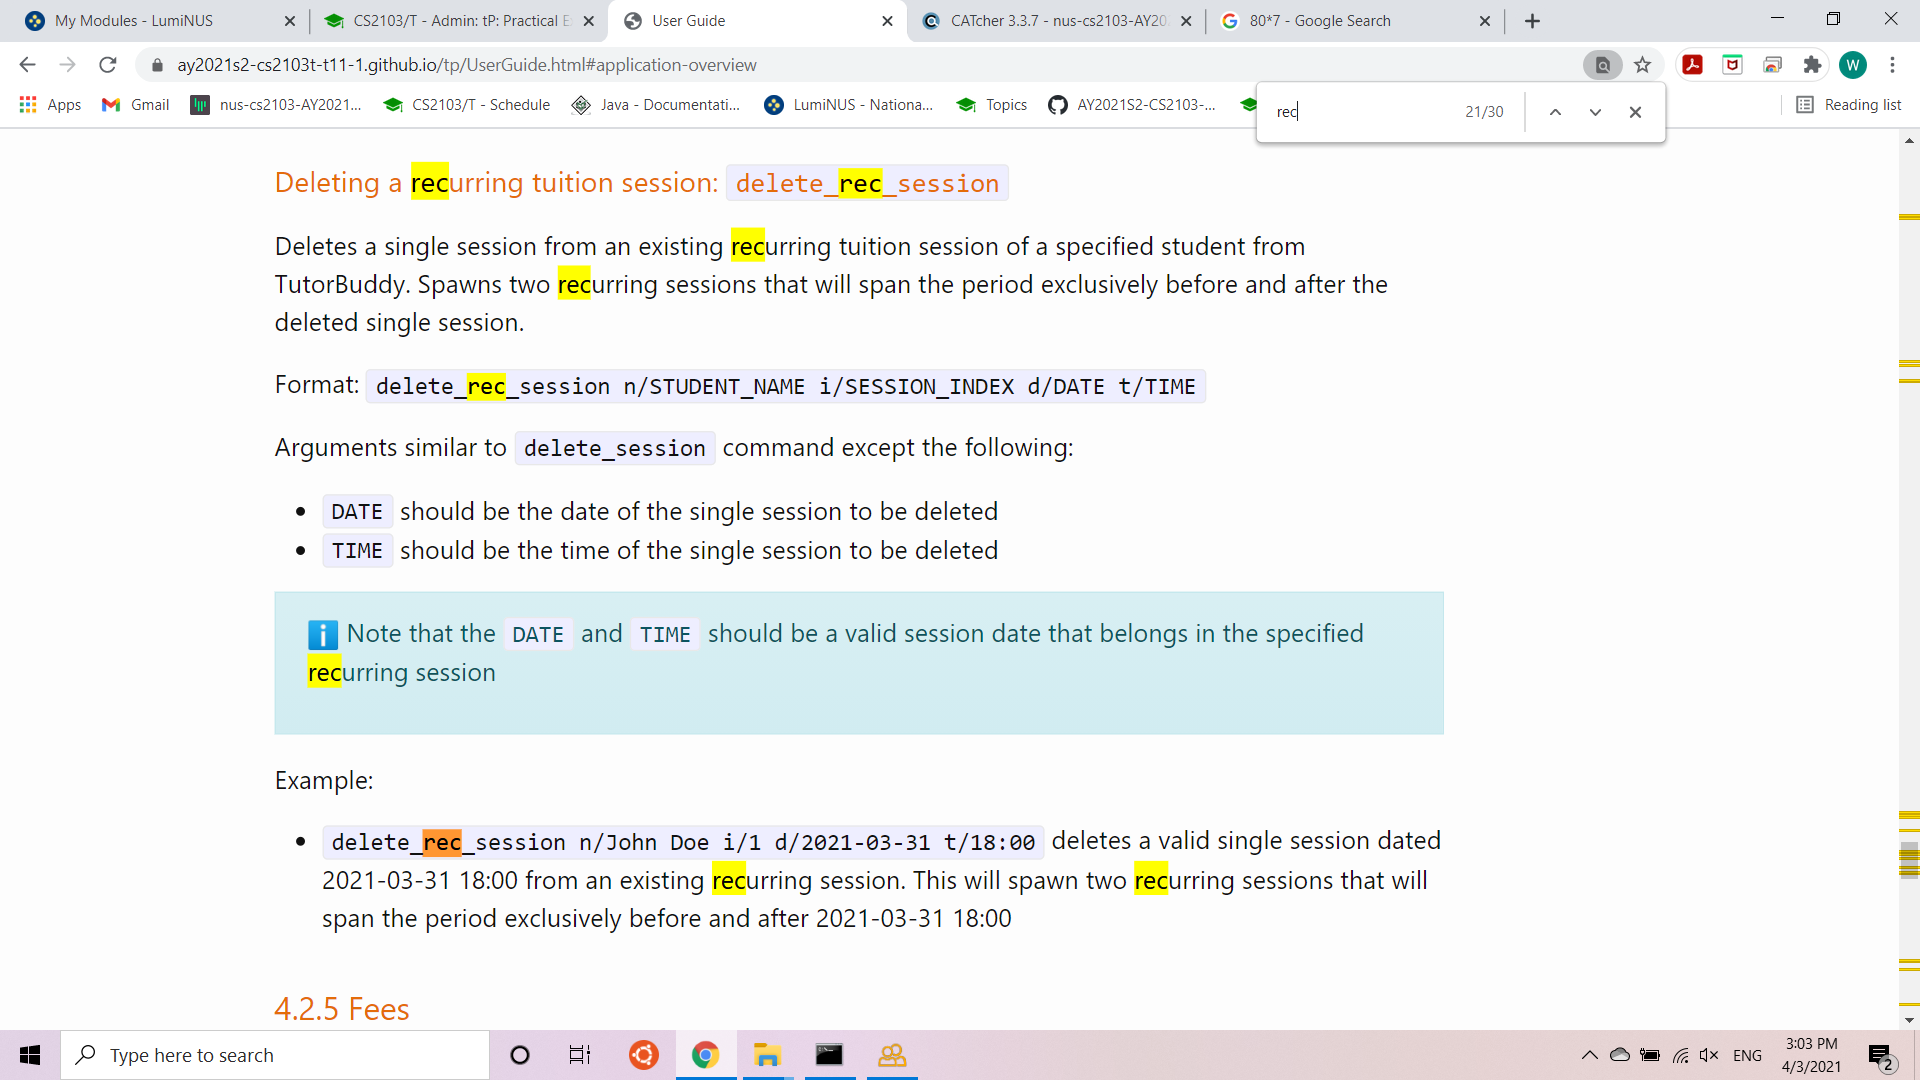 My Modules - LumiNUS
CS2103/T - Admin: tP: Practical E
User Guide
CATcher 3.3.7 - nus-cs2103-AY20
80*7 - Google Search
ay2021s2-cs2103t-t11-1.github.io/tp/UserGuide.html#application-overview
W
Apps
Gmail
nus-cs2103-AY2021...
CS2103/T - Schedule
Java - Documentati...
LumiNUS - Nationa...
Topics
AY2021S2-CS2103-...
Reading list
rec
21/30
Deleting a recurring tuition session: delete_rec_session
Deletes a single session from an existing recurring tuition session of a specified student from
TutorBuddy. Spawns two recurring sessions that will span the period exclusively before and after the
deleted single session.
Format: delete_rec_session n/STUDENT_NAME i/SESSION_INDEX d/DATE t/TIME
Arguments similar to delete_session command except the following:
• DATE should be the date of the single session to be deleted
• TIME should be the time of the single session to be deleted
Note that the DATE and TIME should be a valid session date that belongs in the specified
recurring session
Example:
• delete_rec_session n/John Doe i/1 d/2021-03-31 t/18:00 deletes a valid single session dated
2021-03-31 18:00 from an existing recurring session. This will spawn two recurring sessions that will
span the period exclusively before and after 2021-03-31 18:00
4.2.5 Fees
Type here to search
ENG
3:03 PM
4/3/2021
2